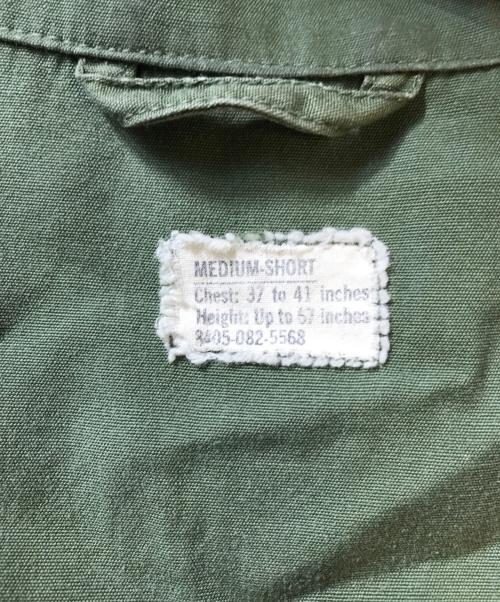 MEDIUM-SHORT
Chest: 37 to 41 inches
Height: Up to 67 inches
8405-082-5568